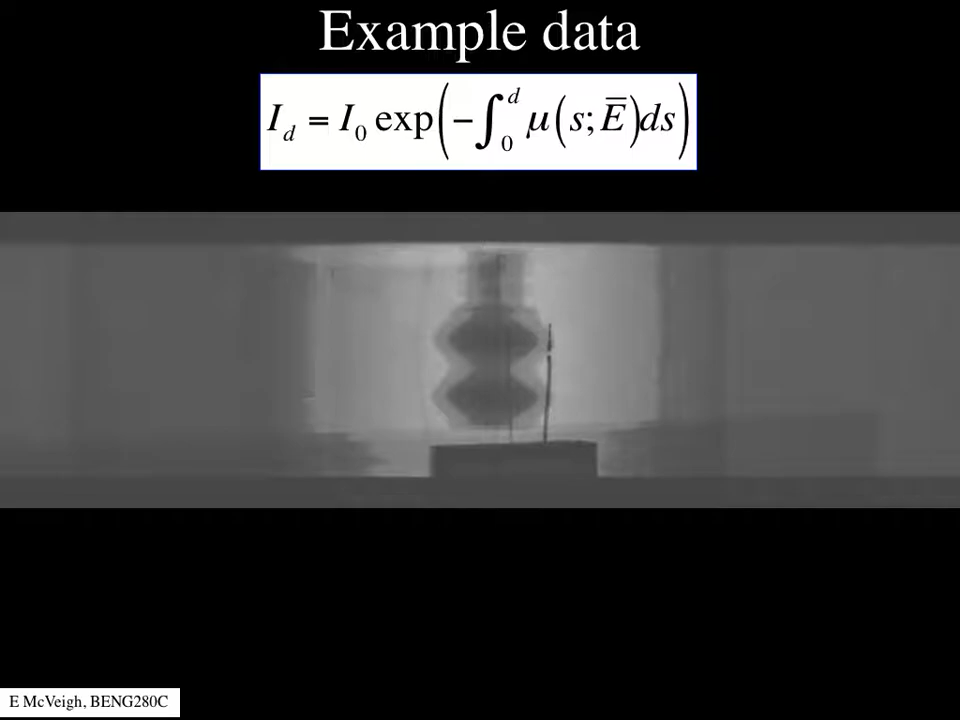 Example data
I_d = I_0 exp(−∫_0^d μ(s; E̅)ds)
E McVeigh, BENG280C